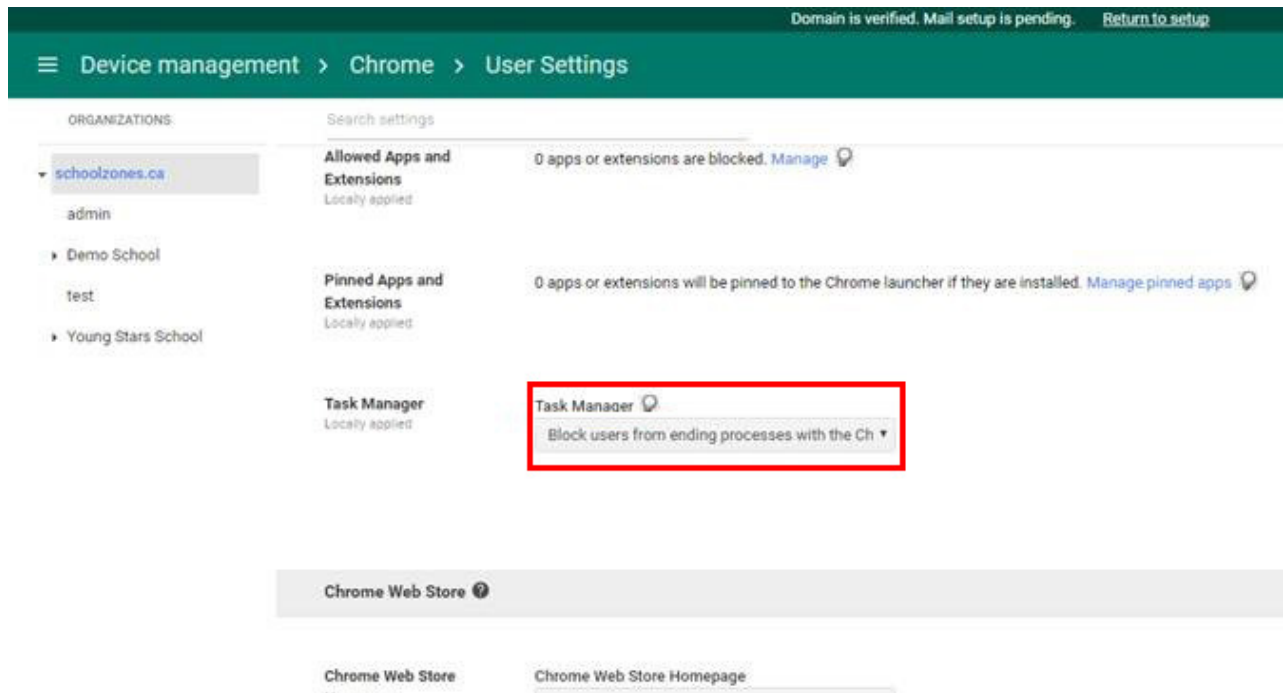 Domain is verified. Mail setup is pending. Return to setup
Device management > Chrome > User Settings
ORGANIZATIONS
Search settings
schoolzones.ca
admin
Demo School
test
Young Stars School
Allowed Apps and
Extensions
Locally applied
0 apps or extensions are blocked. Manage
Pinned Apps and
Extensions
Locally applied
0 apps or extensions will be pinned to the Chrome launcher if they are installed. Manage pinned apps
Task Manager
Locally applied
Task Manager
Block users from ending processes with the Ch
Chrome Web Store
Chrome Web Store
Chrome Web Store Homepage